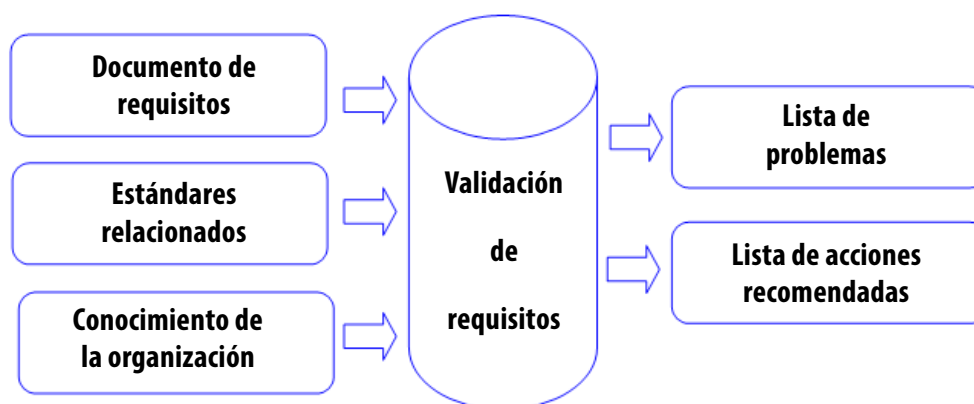 Documento de
requisitos
Estándares
relacionados
Conocimiento de
la organización
Validación
de
requisitos
Lista de
problemas
Lista de acciones
recomendadas